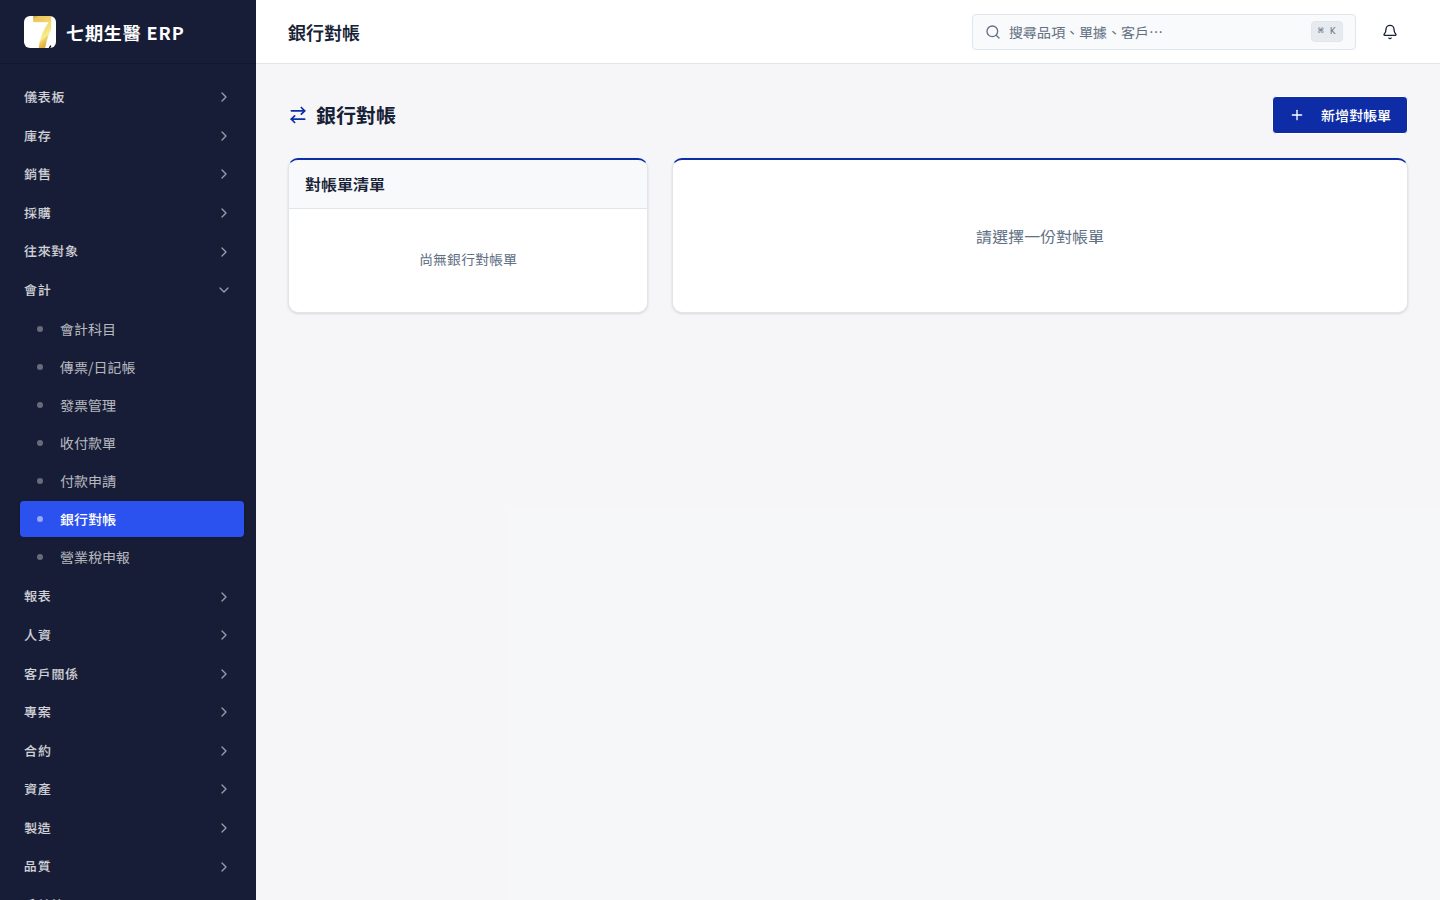 七期生醫 ERP
銀行對帳
搜尋品項、單據、客戶…
⌘ K
儀表板
庫存
銷售
採購
往來對象
會計
會計科目
傳票/日記帳
發票管理
收付款單
付款申請
銀行對帳
營業稅申報
報表
人資
客戶關係
專案
合約
資產
製造
品質
銀行對帳
新增對帳單
對帳單清單
尚無銀行對帳單
請選擇一份對帳單